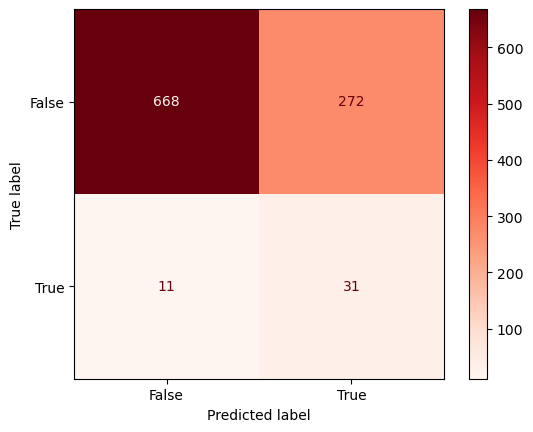 600
500
400
300
200
100
True label
False
True
668
272
11
31
False
True
Predicted label